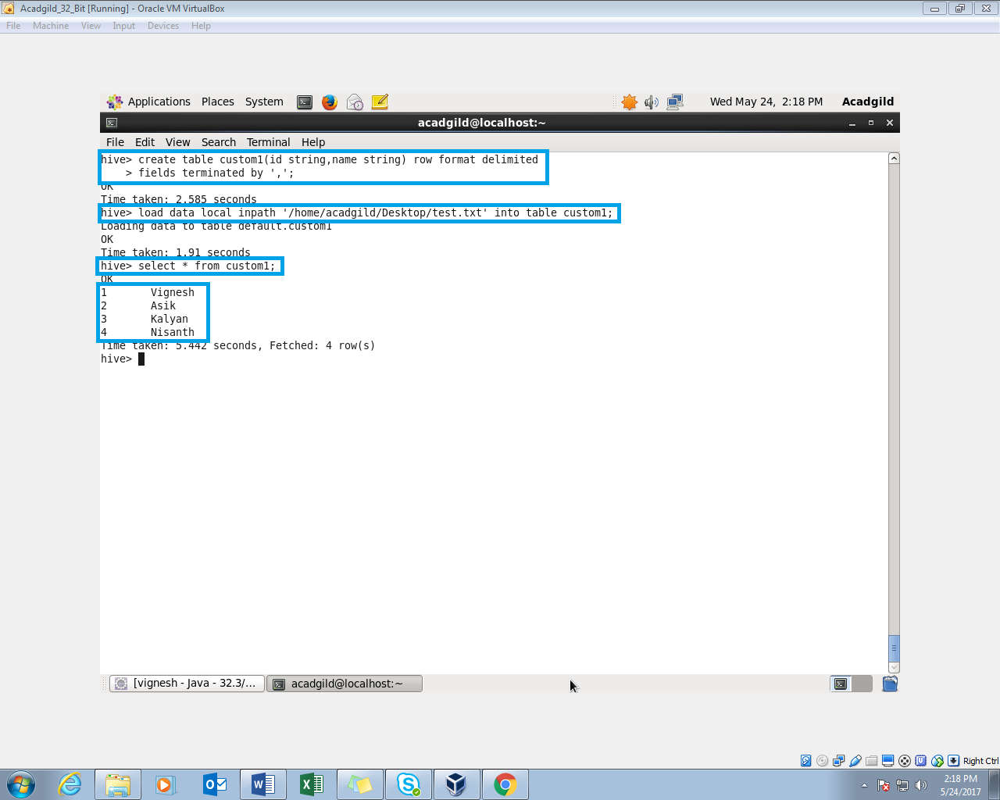 Acadgild_32_Bit [Running] - Oracle VM VirtualBox
File Machine View Input Devices Help
Applications Places System Wed May 24, 2:18 PM Acadgild
acadgild@localhost:~
File Edit View Search Terminal Help
hive> create table custom1(id string,name string) row format delimited
    > fields terminated by ',';
OK
Time taken: 2.585 seconds
hive> load data local inpath '/home/acadgild/Desktop/test.txt' into table custom1;
Loading data to table default.custom1
OK
Time taken: 1.91 seconds
hive> select * from custom1;
OK
1       Vignesh
2       Asik
3       Kalyan
4       Nisanth
Time taken: 5.442 seconds, Fetched: 4 row(s)
hive>
[vignesh - Java - 32.3/... acadgild@localhost:~
Right Ctrl
2:18 PM
5/24/2017